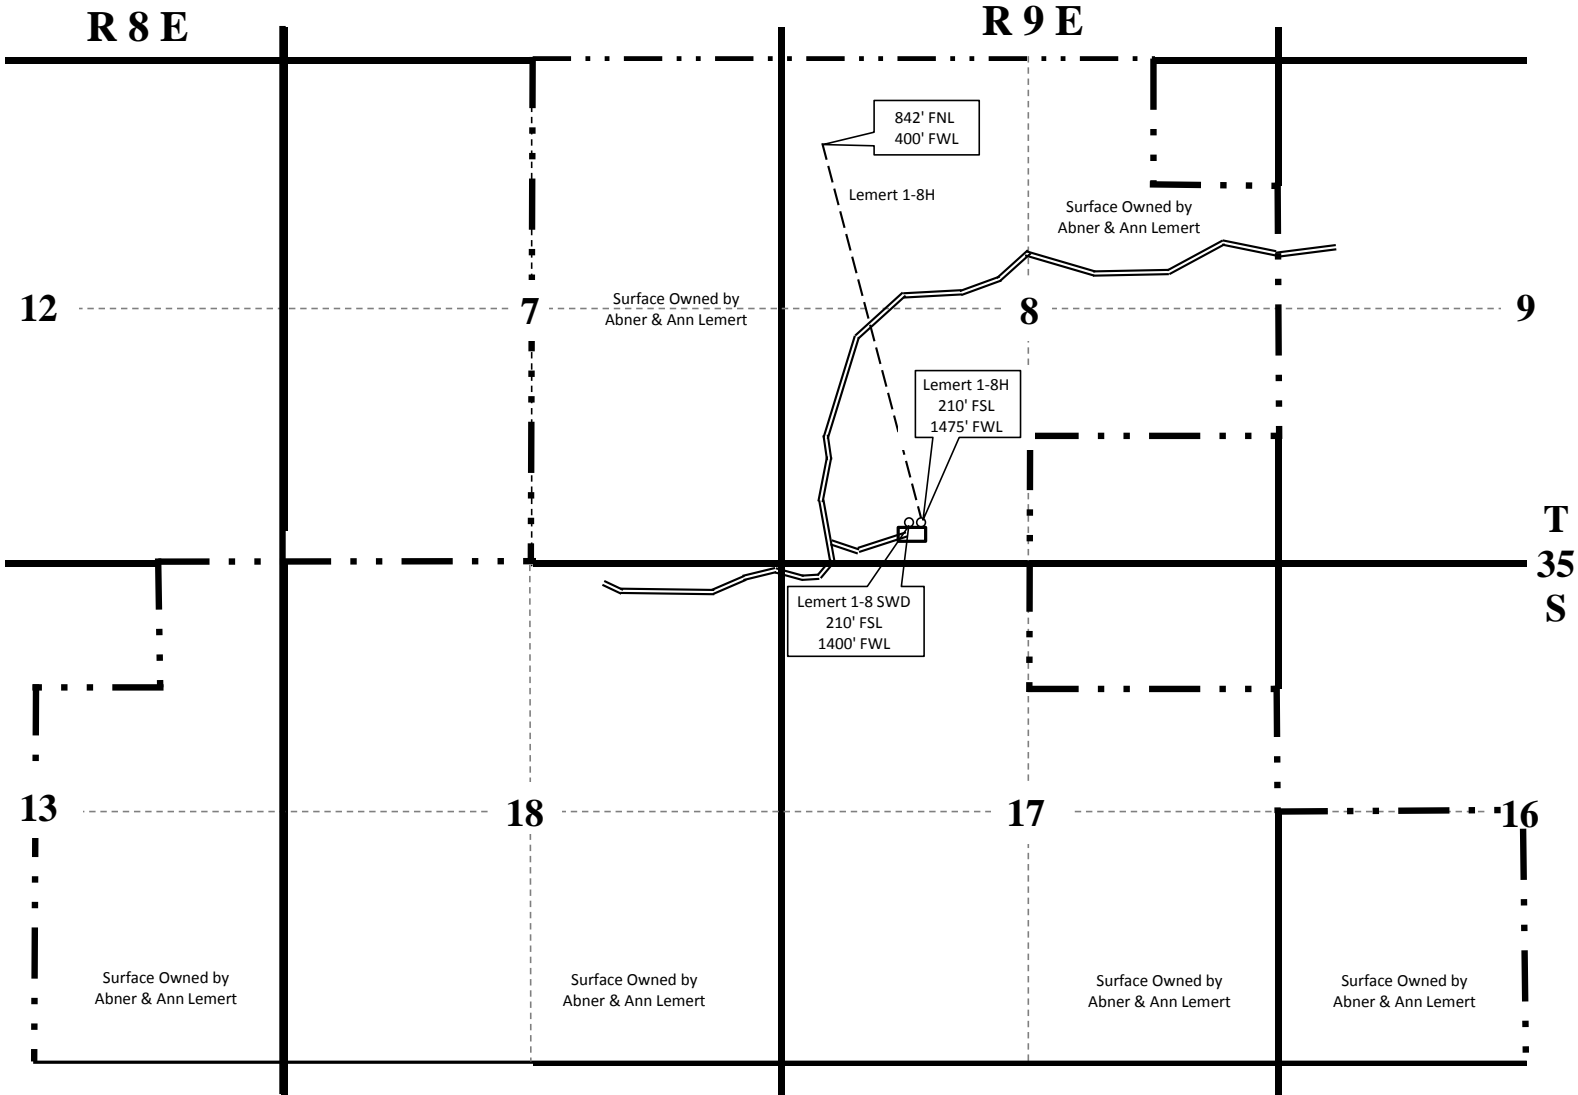 R 8 E
R 9 E
842' FNL
400' FWL
Lemert 1-8H
Surface Owned by
Abner & Ann Lemert
12
7
Surface Owned by
Abner & Ann Lemert
8
9
Lemert 1-8H
210' FSL
1475' FWL
T
35
S
Lemert 1-8 SWD
210' FSL
1400' FWL
13
18
17
16
Surface Owned by
Abner & Ann Lemert
Surface Owned by
Abner & Ann Lemert
Surface Owned by
Abner & Ann Lemert
Surface Owned by
Abner & Ann Lemert